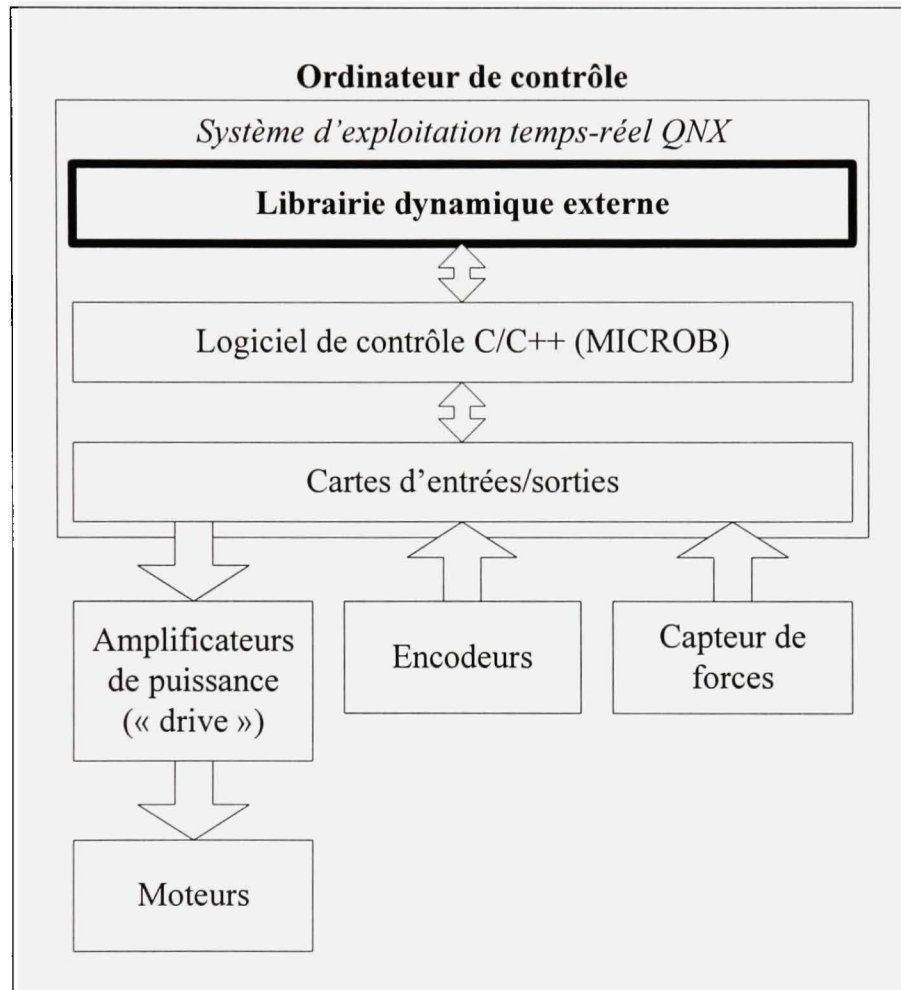 Ordinateur de contrôle
Système d'exploitation temps-réel QNX
Librairie dynamique externe
Logiciel de contrôle C/C++ (MICROB)
Cartes d'entrées/sorties
Amplificateurs
de puissance
(« drive »)
Encodeurs
Capteur de
forces
Moteurs